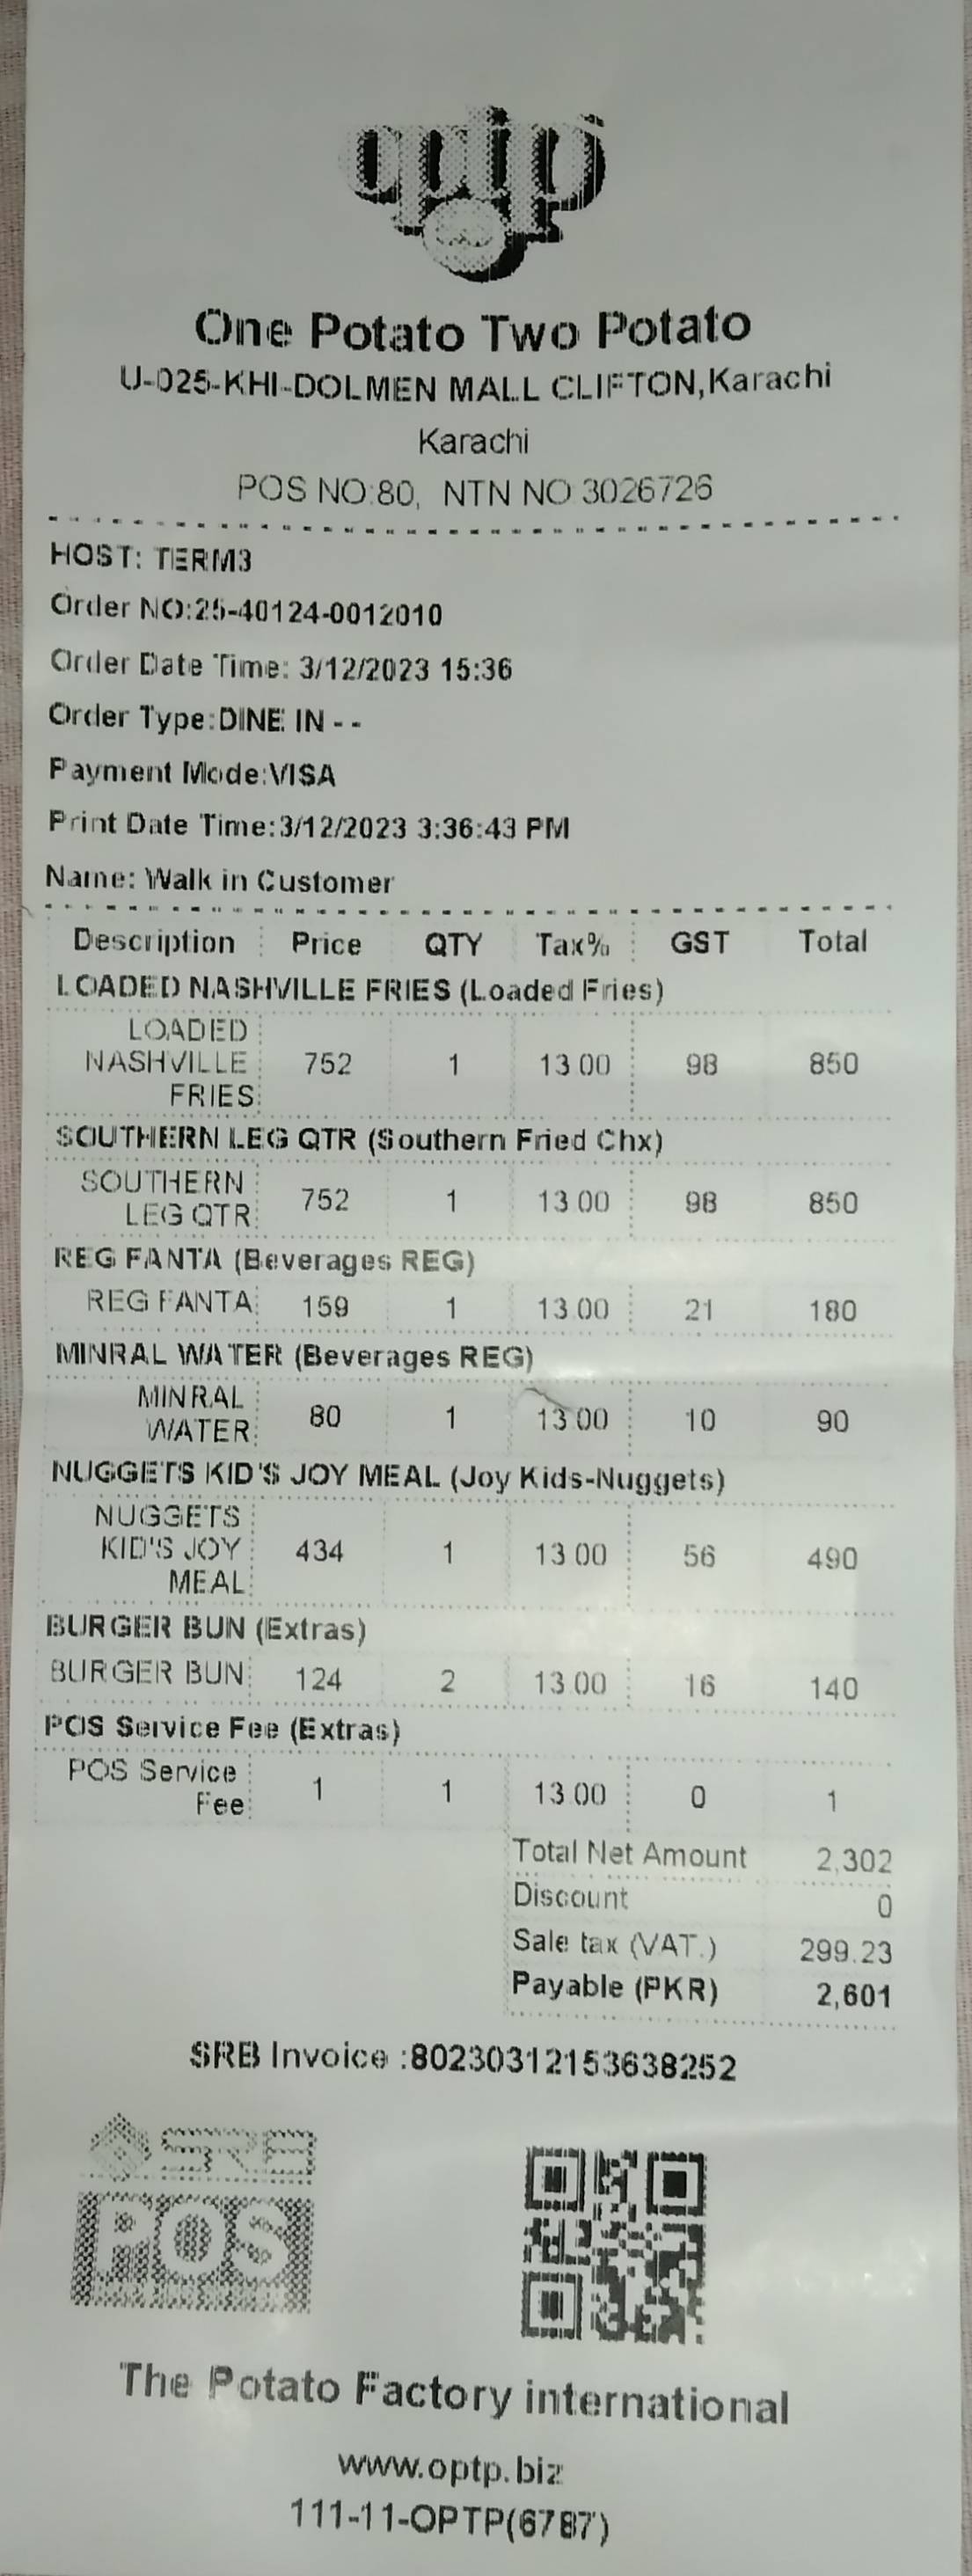 optp
One Potato Two Potato
U-025-KHI-DOLMEN MALL CLIFTON,Karachi
Karachi
POS NO:80, NTN NO 3026726
HOST: TERM3
Order NO:25-40124-0012010
Order Date Time: 3/12/2023 15:36
Order Type:DINE IN - -
Payment Mode:VISA
Print Date Time:3/12/2023 3:36:43 PM
Name: Walk in Customer
Description Price QTY Tax% GST Total
LOADED NASHVILLE FRIES (Loaded Fries)
LOADED
NASHVILLE 752 1 13.00 98 850
FRIES
SOUTHERN LEG QTR (Southern Fried Chx)
SOUTHERN
LEG QTR 752 1 13.00 98 850
REG FANTA (Beverages REG)
REG FANTA 159 1 13.00 21 180
MINRAL WATER (Beverages REG)
MINRAL
WATER 80 1 13.00 10 90
NUGGETS KID'S JOY MEAL (Joy Kids-Nuggets)
NUGGETS
KID'S JOY 434 1 13.00 56 490
MEAL
BURGER BUN (Extras)
BURGER BUN 124 2 13.00 16 140
POS Service Fee (Extras)
POS Service
Fee 1 1 13.00 0 1
Total Net Amount 2,302
Discount 0
Sale tax (VAT.) 299.23
Payable (PKR) 2,601
SRB Invoice :80230312153638252
SRB
POS
The Potato Factory international
www.optp.biz
111-11-OPTP(6787)